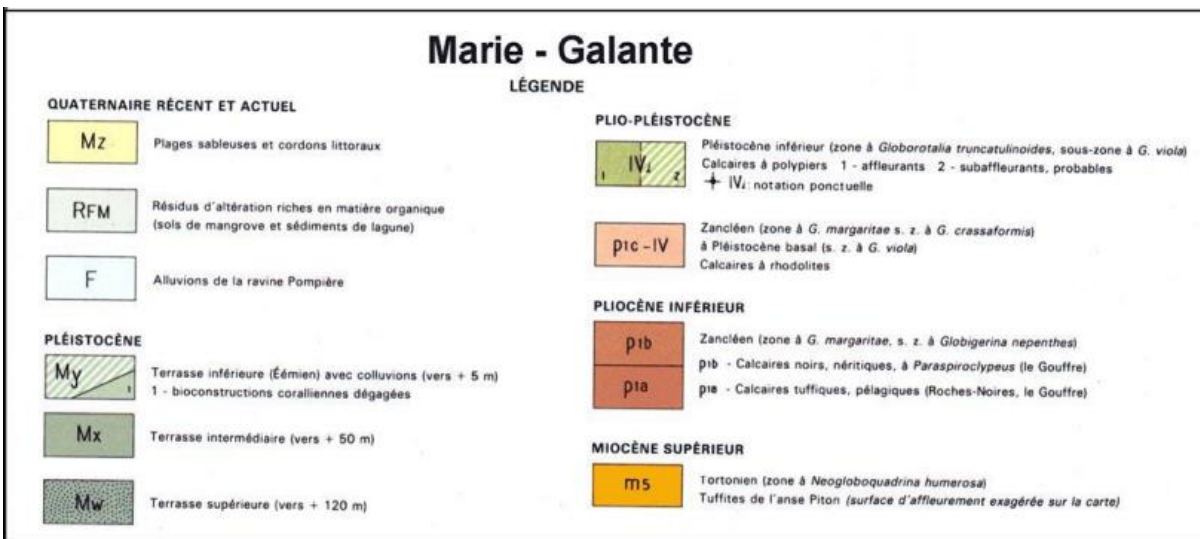 Marie - Galante
LÉGENDE
QUATERNAIRE RÉCENT ET ACTUEL
Mz
Plages sableuses et cordons littoraux
RFM
Résidus d'altération riches en matière organique
(sols de mangrove et sédiments de lagune)
F
Alluvions de la ravine Pompière
PLÉISTOCÈNE
My
1
Terrasse inférieure (Éémien) avec colluvions (vers + 5 m)
1 - bioconstructions coralliennes dégagées
Mx
Terrasse intermédiaire (vers + 50 m)
Mw
Terrasse supérieure (vers + 120 m)
PLIO-PLÉISTOCÈNE
1 IVi 2
Pléistocène inférieur (zone à Globorotalia truncatulinoides, sous-zone à G. viola)
Calcaires à polypiers 1 - affleurants 2 - subaffleurants, probables
IVi : notation ponctuelle
p1c - IV
Zancléen (zone à G. margaritae s. z. à G. crassaformis)
à Pléistocène basal (s. z. à G. viola)
Calcaires à rhodolites
PLIOCÈNE INFÉRIEUR
p1b
p1a
Zancléen (zone à G. margaritae, s. z. à Globigerina nepenthes)
p1b - Calcaires noirs, néritiques, à Paraspiroclypeus (le Gouffre)
p1a - Calcaires tuffiques, pélagiques (Roches-Noires, le Gouffre)
MIOCÈNE SUPÉRIEUR
m5
Tortonien (zone à Neogloboquadrina humerosa)
Tuffites de l'anse Piton (surface d'affleurement exagérée sur la carte)